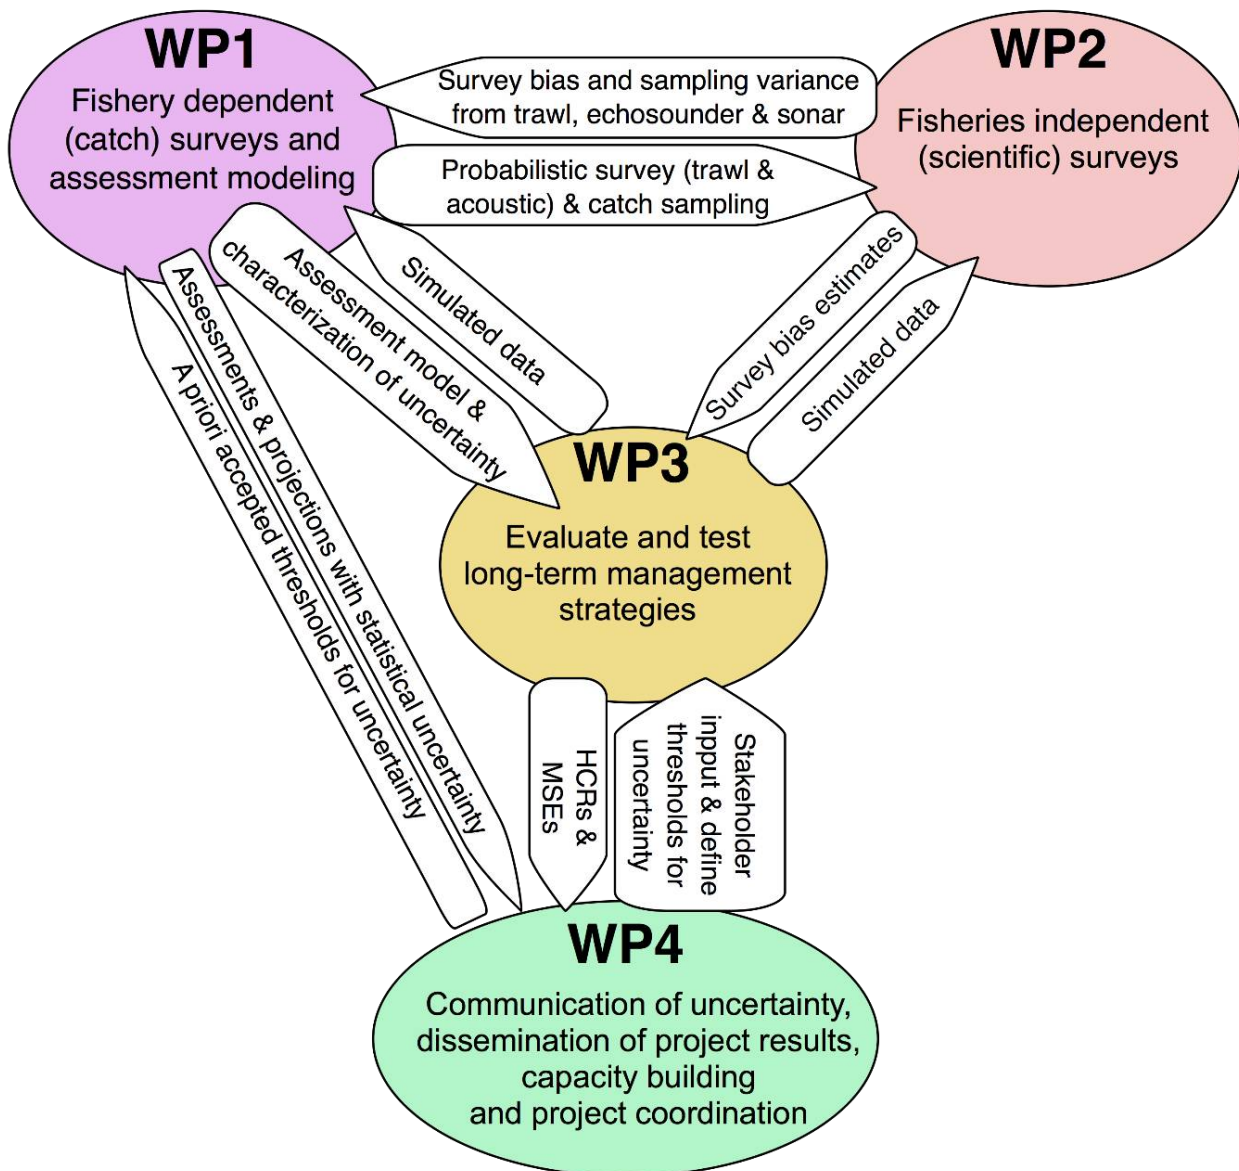 WP1
Fishery dependent
(catch) surveys and
assessment modeling
Survey bias and sampling variance
from trawl, echosounder & sonar
WP2
Fisheries independent
(scientific) surveys
Probabilistic survey (trawl &
acoustic) & catch sampling
Assessments & projections with statistical uncertainty
A priori accepted thresholds for uncertainty
Assessment model &
characterization of uncertainty
Simulated data
Survey bias estimates
Simulated data
WP3
Evaluate and test
long-term management
strategies
HCRs &
MSEs
Stakeholder
inpput & define
thresholds for
uncertainty
WP4
Communication of uncertainty,
dissemination of project results,
capacity building
and project coordination